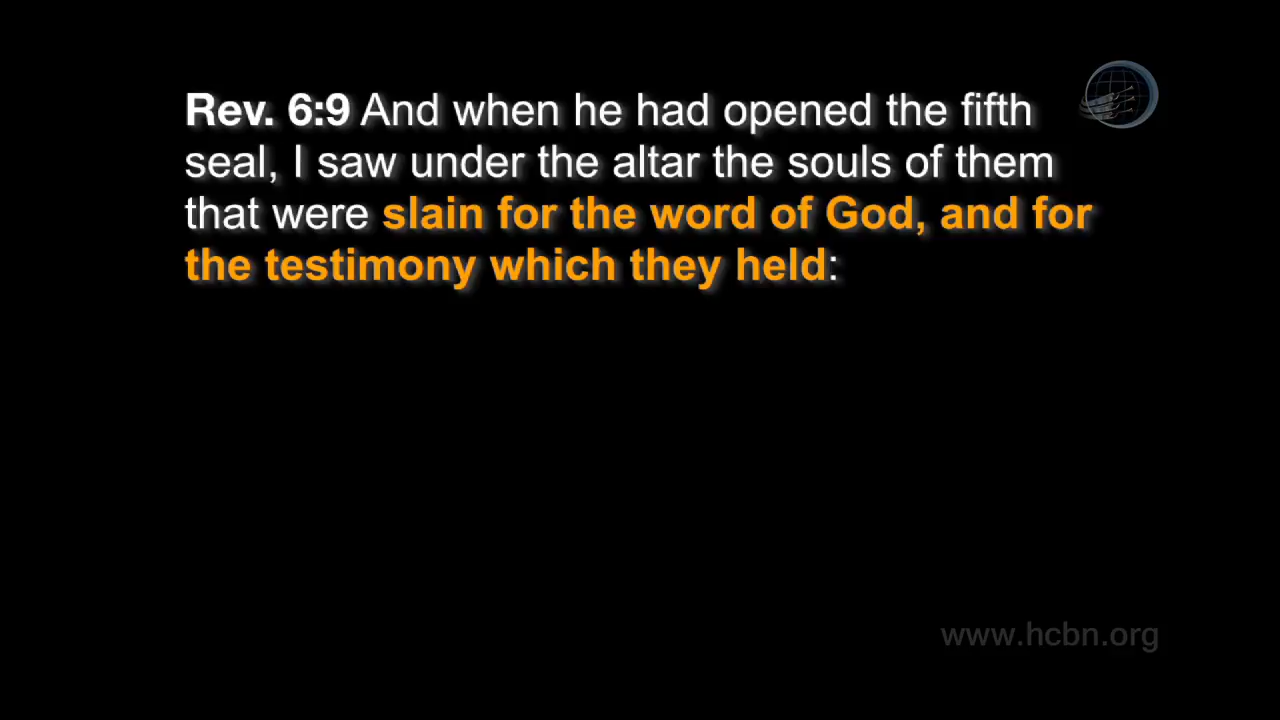 Rev. 6:9 And when he had opened the fifth
seal, I saw under the altar the souls of them
that were slain for the word of God, and for
the testimony which they held:
www.hcbn.org